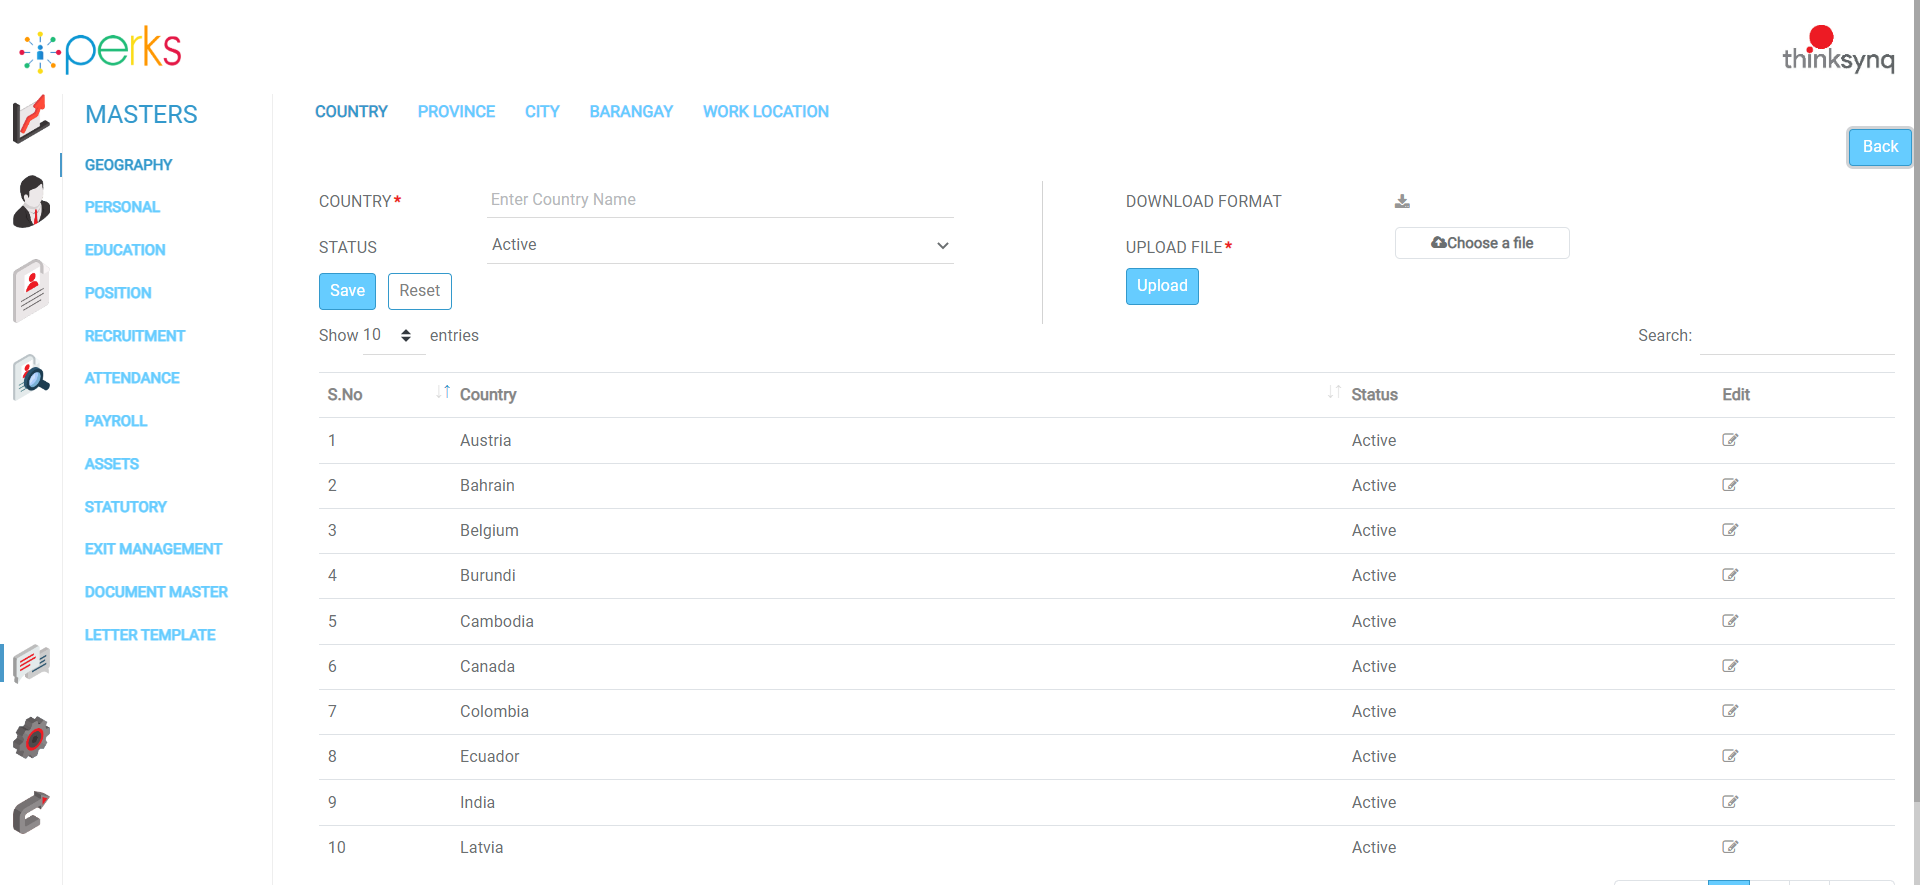 iperks
thinksynq
MASTERS
GEOGRAPHY
PERSONAL
EDUCATION
POSITION
RECRUITMENT
ATTENDANCE
PAYROLL
ASSETS
STATUTORY
EXIT MANAGEMENT
DOCUMENT MASTER
LETTER TEMPLATE
COUNTRY PROVINCE CITY BARANGAY WORK LOCATION
Back
COUNTRY* Enter Country Name
STATUS Active
Save Reset
DOWNLOAD FORMAT
UPLOAD FILE* Choose a file
Upload
Show 10 entries
Search:
S.No Country Status Edit
1 Austria Active
2 Bahrain Active
3 Belgium Active
4 Burundi Active
5 Cambodia Active
6 Canada Active
7 Colombia Active
8 Ecuador Active
9 India Active
10 Latvia Active